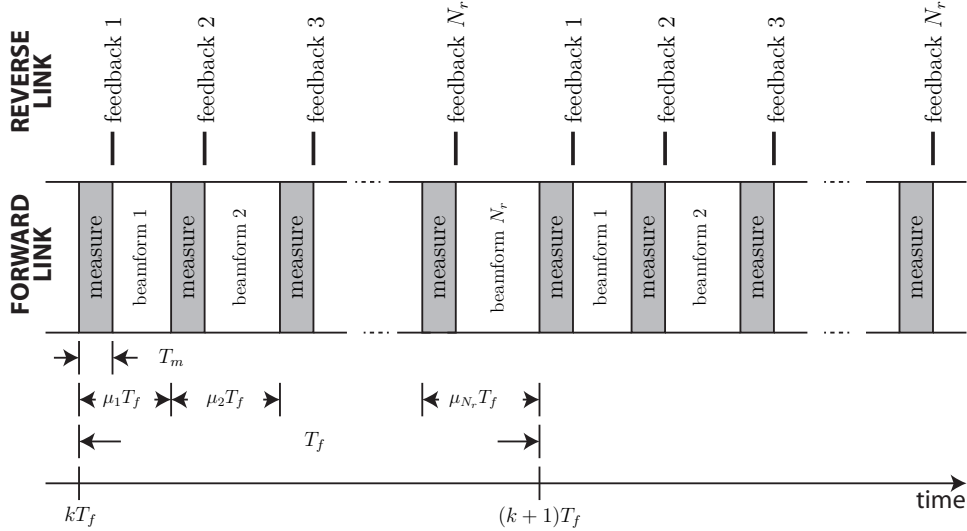 REVERSE LINK
feedback 1
feedback 2
feedback 3
feedback N_r
feedback 1
feedback 2
feedback 3
feedback N_r
FORWARD LINK
measure
beamform 1
measure
beamform 2
measure
measure
beamform N_r
measure
beamform 1
measure
beamform 2
measure
measure
T_m
μ_1T_f
μ_2T_f
μ_{N_r}T_f
T_f
kT_f
(k + 1)T_f
time